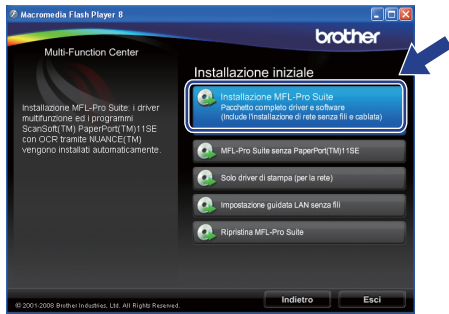 Macromedia Flash Player 8
brother
Multi-Function Center
Installazione iniziale
Installazione MFL-Pro Suite: i driver
multifunzione ed i programmi
ScanSoft(TM) PaperPort(TM)11SE
con OCR tramite NUANCE(TM)
vengono installati automaticamente.
Installazione MFL-Pro Suite
Pacchetto completo driver e software
(Include l'installazione di rete senza fili e cablata)
MFL-Pro Suite senza PaperPort(TM)11SE
Solo driver di stampa (per la rete)
Impostazione guidata LAN senza fili
Ripristina MFL-Pro Suite
© 2001-2008 Brother Industries, Ltd. All Rights Reserved.
Indietro
Esci